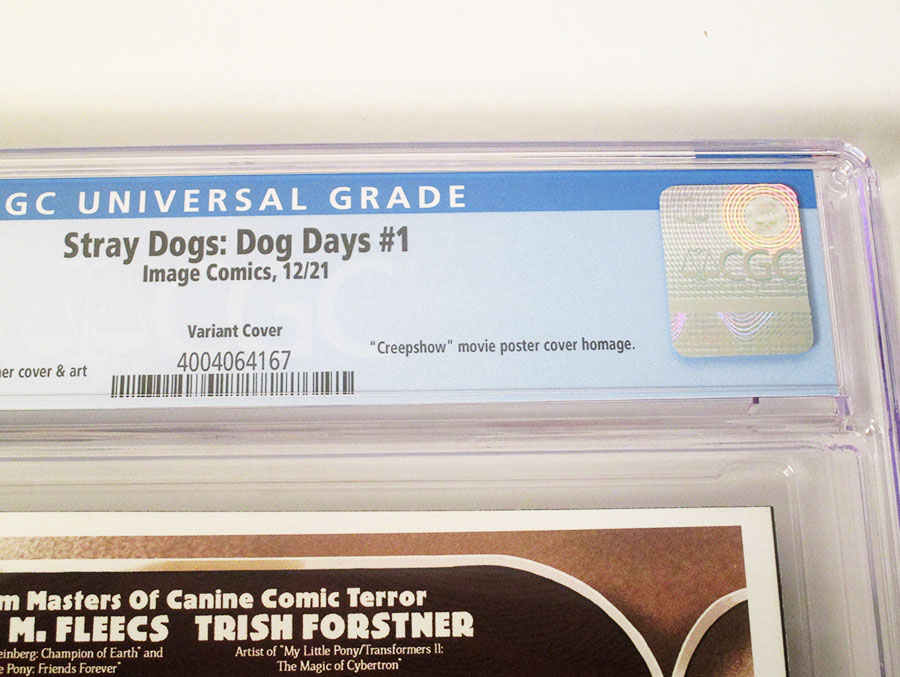 GC UNIVERSAL GRADE
Stray Dogs: Dog Days #1
Image Comics, 12/21
Variant Cover
4004064167
"Creepshow" movie poster cover homage.
er cover & art
CGC
m Masters Of Canine Comic Terror
M. FLEECS TRISH FORSTNER
einberg: Champion of Earth" and
e Pony: Friends Forever"
Artist of "My Little Pony/Transformers II:
The Magic of Cybertron"